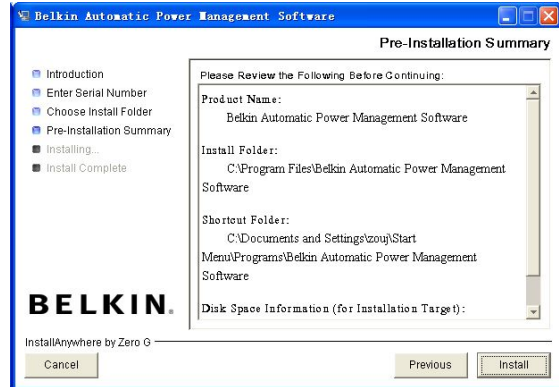 Belkin Automatic Power Management Software
Pre-Installation Summary
Introduction
Enter Serial Number
Choose Install Folder
Pre-Installation Summary
Installing...
Install Complete
Please Review the Following Before Continuing:
Product Name:
Belkin Automatic Power Management Software
Install Folder:
C:\Program Files\Belkin Automatic Power Management
Software
Shortcut Folder:
C:\Documents and Settings\zouj\Start
Menu\Programs\Belkin Automatic Power Management
Software
Disk Space Information (for Installation Target):
BELKIN.
InstallAnywhere by Zero G
Cancel
Previous
Install